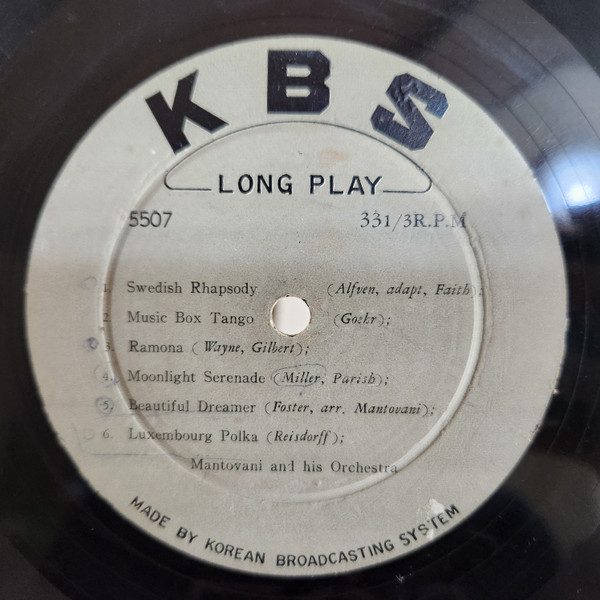 KBS
LONG PLAY
5507 331/3R.P.M
1. Swedish Rhapsody (Alfven, adapt, Faith);
2. Music Box Tango (Goehr);
3. Ramona (Wayne, Gilbert);
4. Moonlight Serenade (Miller, Parish);
5. Beautiful Dreamer (Foster, arr. Mantovani);
6. Luxembourg Polka (Reisdorff);
Mantovani and his Orchestra
MADE BY KOREAN BROADCASTING SYSTEM